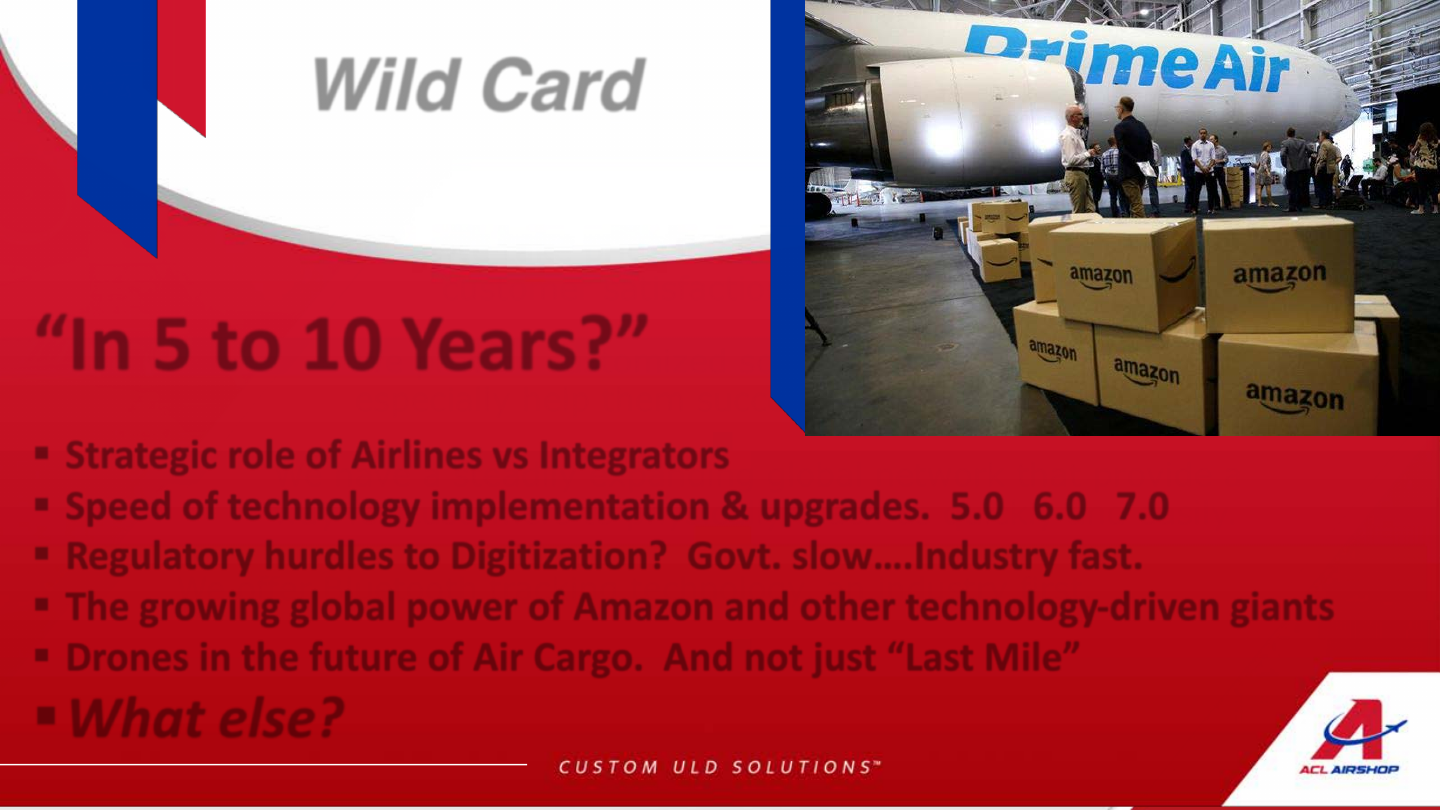 Wild Card
Prime Air
amazon
amazon
amazon
amazon
amazon
“In 5 to 10 Years?”
▪ Strategic role of Airlines vs Integrators
▪ Speed of technology implementation & upgrades. 5.0 6.0 7.0
▪ Regulatory hurdles to Digitization? Govt. slow….Industry fast.
▪ The growing global power of Amazon and other technology-driven giants
▪ Drones in the future of Air Cargo. And not just “Last Mile”
▪ What else?
CUSTOM ULD SOLUTIONS™
ACL AIRSHOP